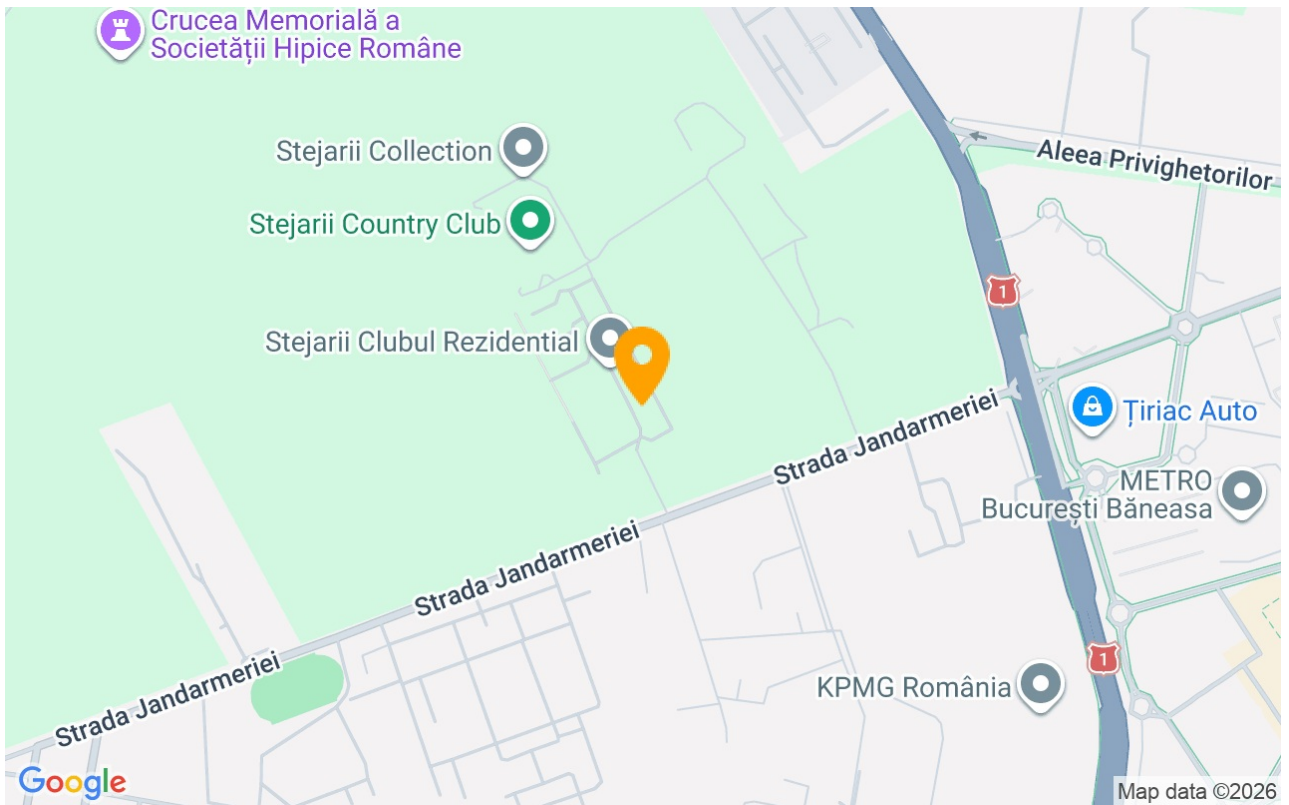 Crucea Memorială a
Societății Hipice Române
Stejarii Collection
Aleea Privighetorilor
Stejarii Country Club
1
Stejarii Clubul Rezidential
Țiriac Auto
Strada Jandarmeriei
METRO
București Băneasa
Strada Jandarmeriei
1
KPMG România
Strada Jandarmeriei
Google
Map data ©2026